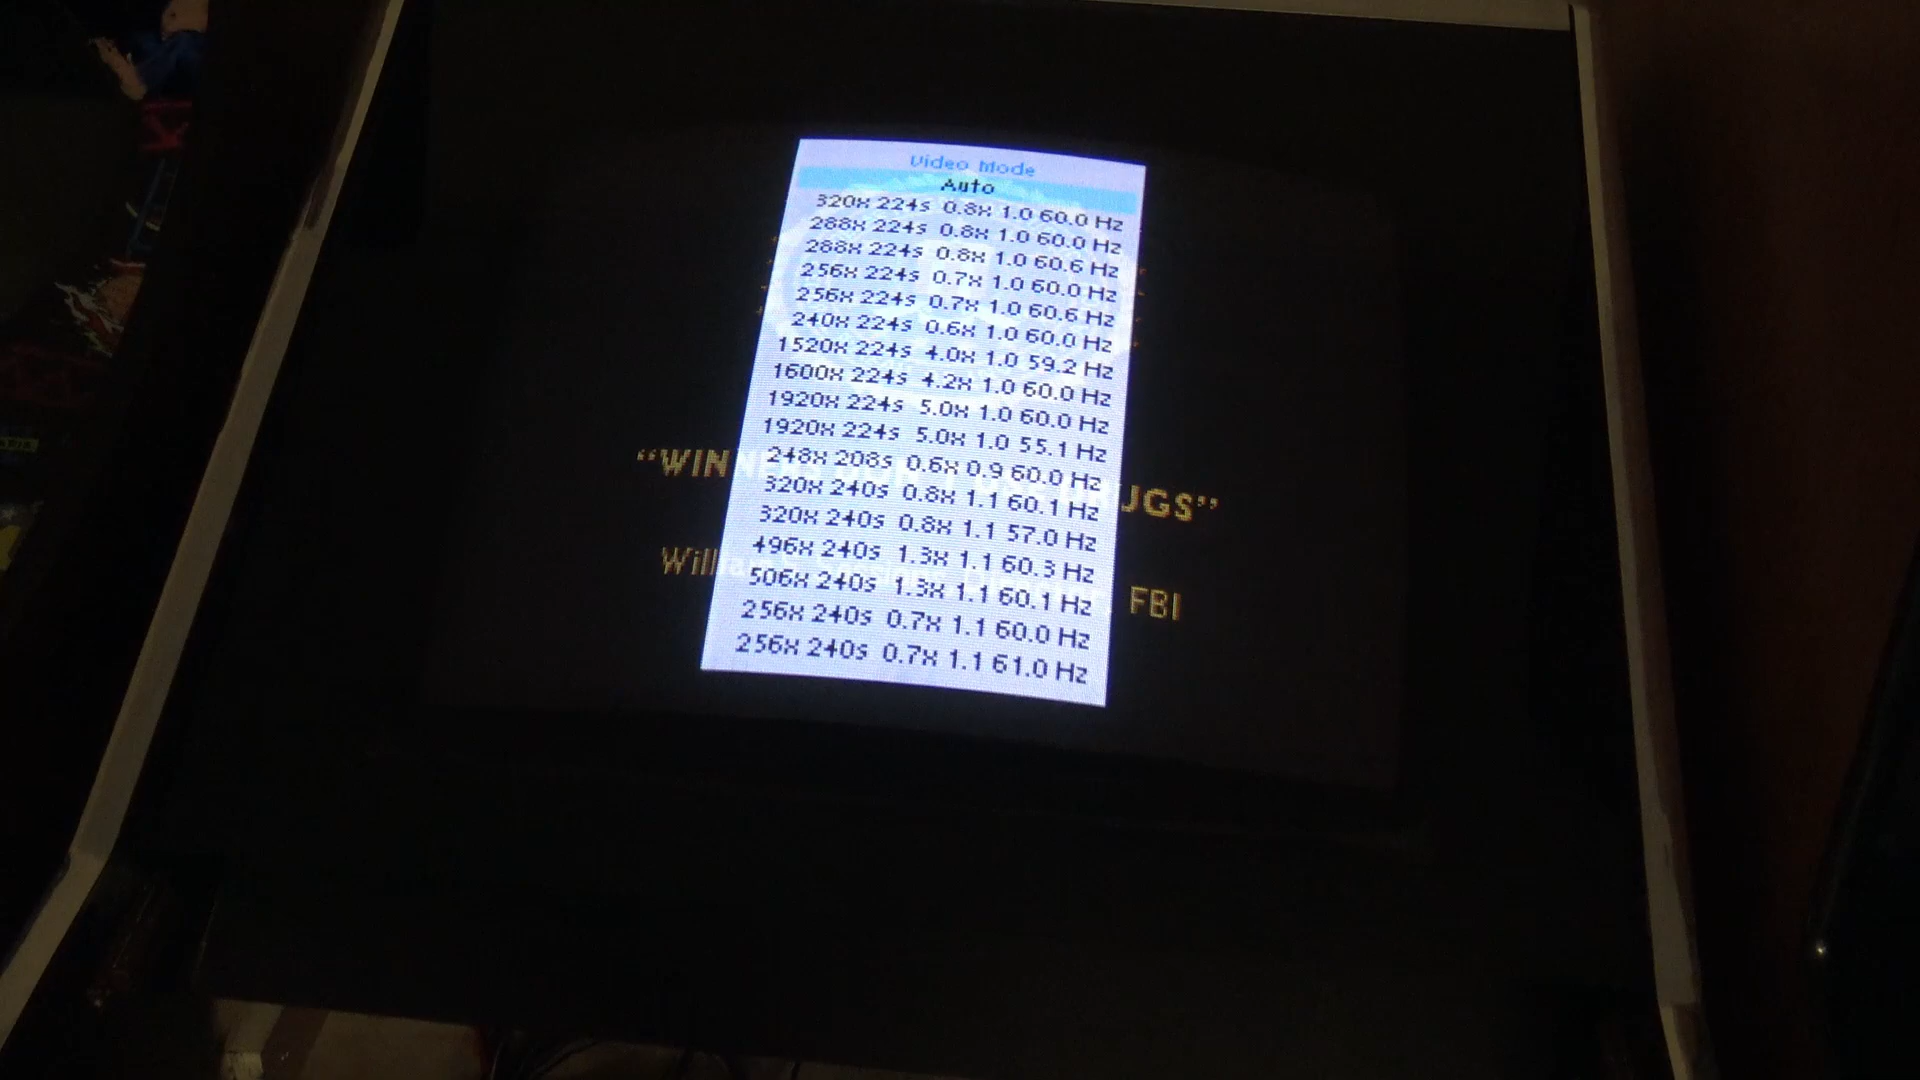 Video Mode
Auto
320x 224s 0.8x 1.0 60.0 Hz
288x 224s 0.8x 1.0 60.0 Hz
288x 224s 0.8x 1.0 60.6 Hz
256x 224s 0.7x 1.0 60.0 Hz
256x 224s 0.7x 1.0 60.6 Hz
240x 224s 0.6x 1.0 60.0 Hz
1520x 224s 4.0x 1.0 59.2 Hz
1600x 224s 4.2x 1.0 60.0 Hz
1920x 224s 5.0x 1.0 60.0 Hz
1920x 224s 5.0x 1.0 55.1 Hz
248x 208s 0.6x 0.9 60.0 Hz
320x 240s 0.8x 1.1 60.1 Hz
320x 240s 0.8x 1.1 57.0 Hz
496x 240s 1.3x 1.1 60.3 Hz
506x 240s 1.3x 1.1 60.1 Hz
256x 240s 0.7x 1.1 60.0 Hz
256x 240s 0.7x 1.1 61.0 Hz
“WIN UGS”
Will FBI